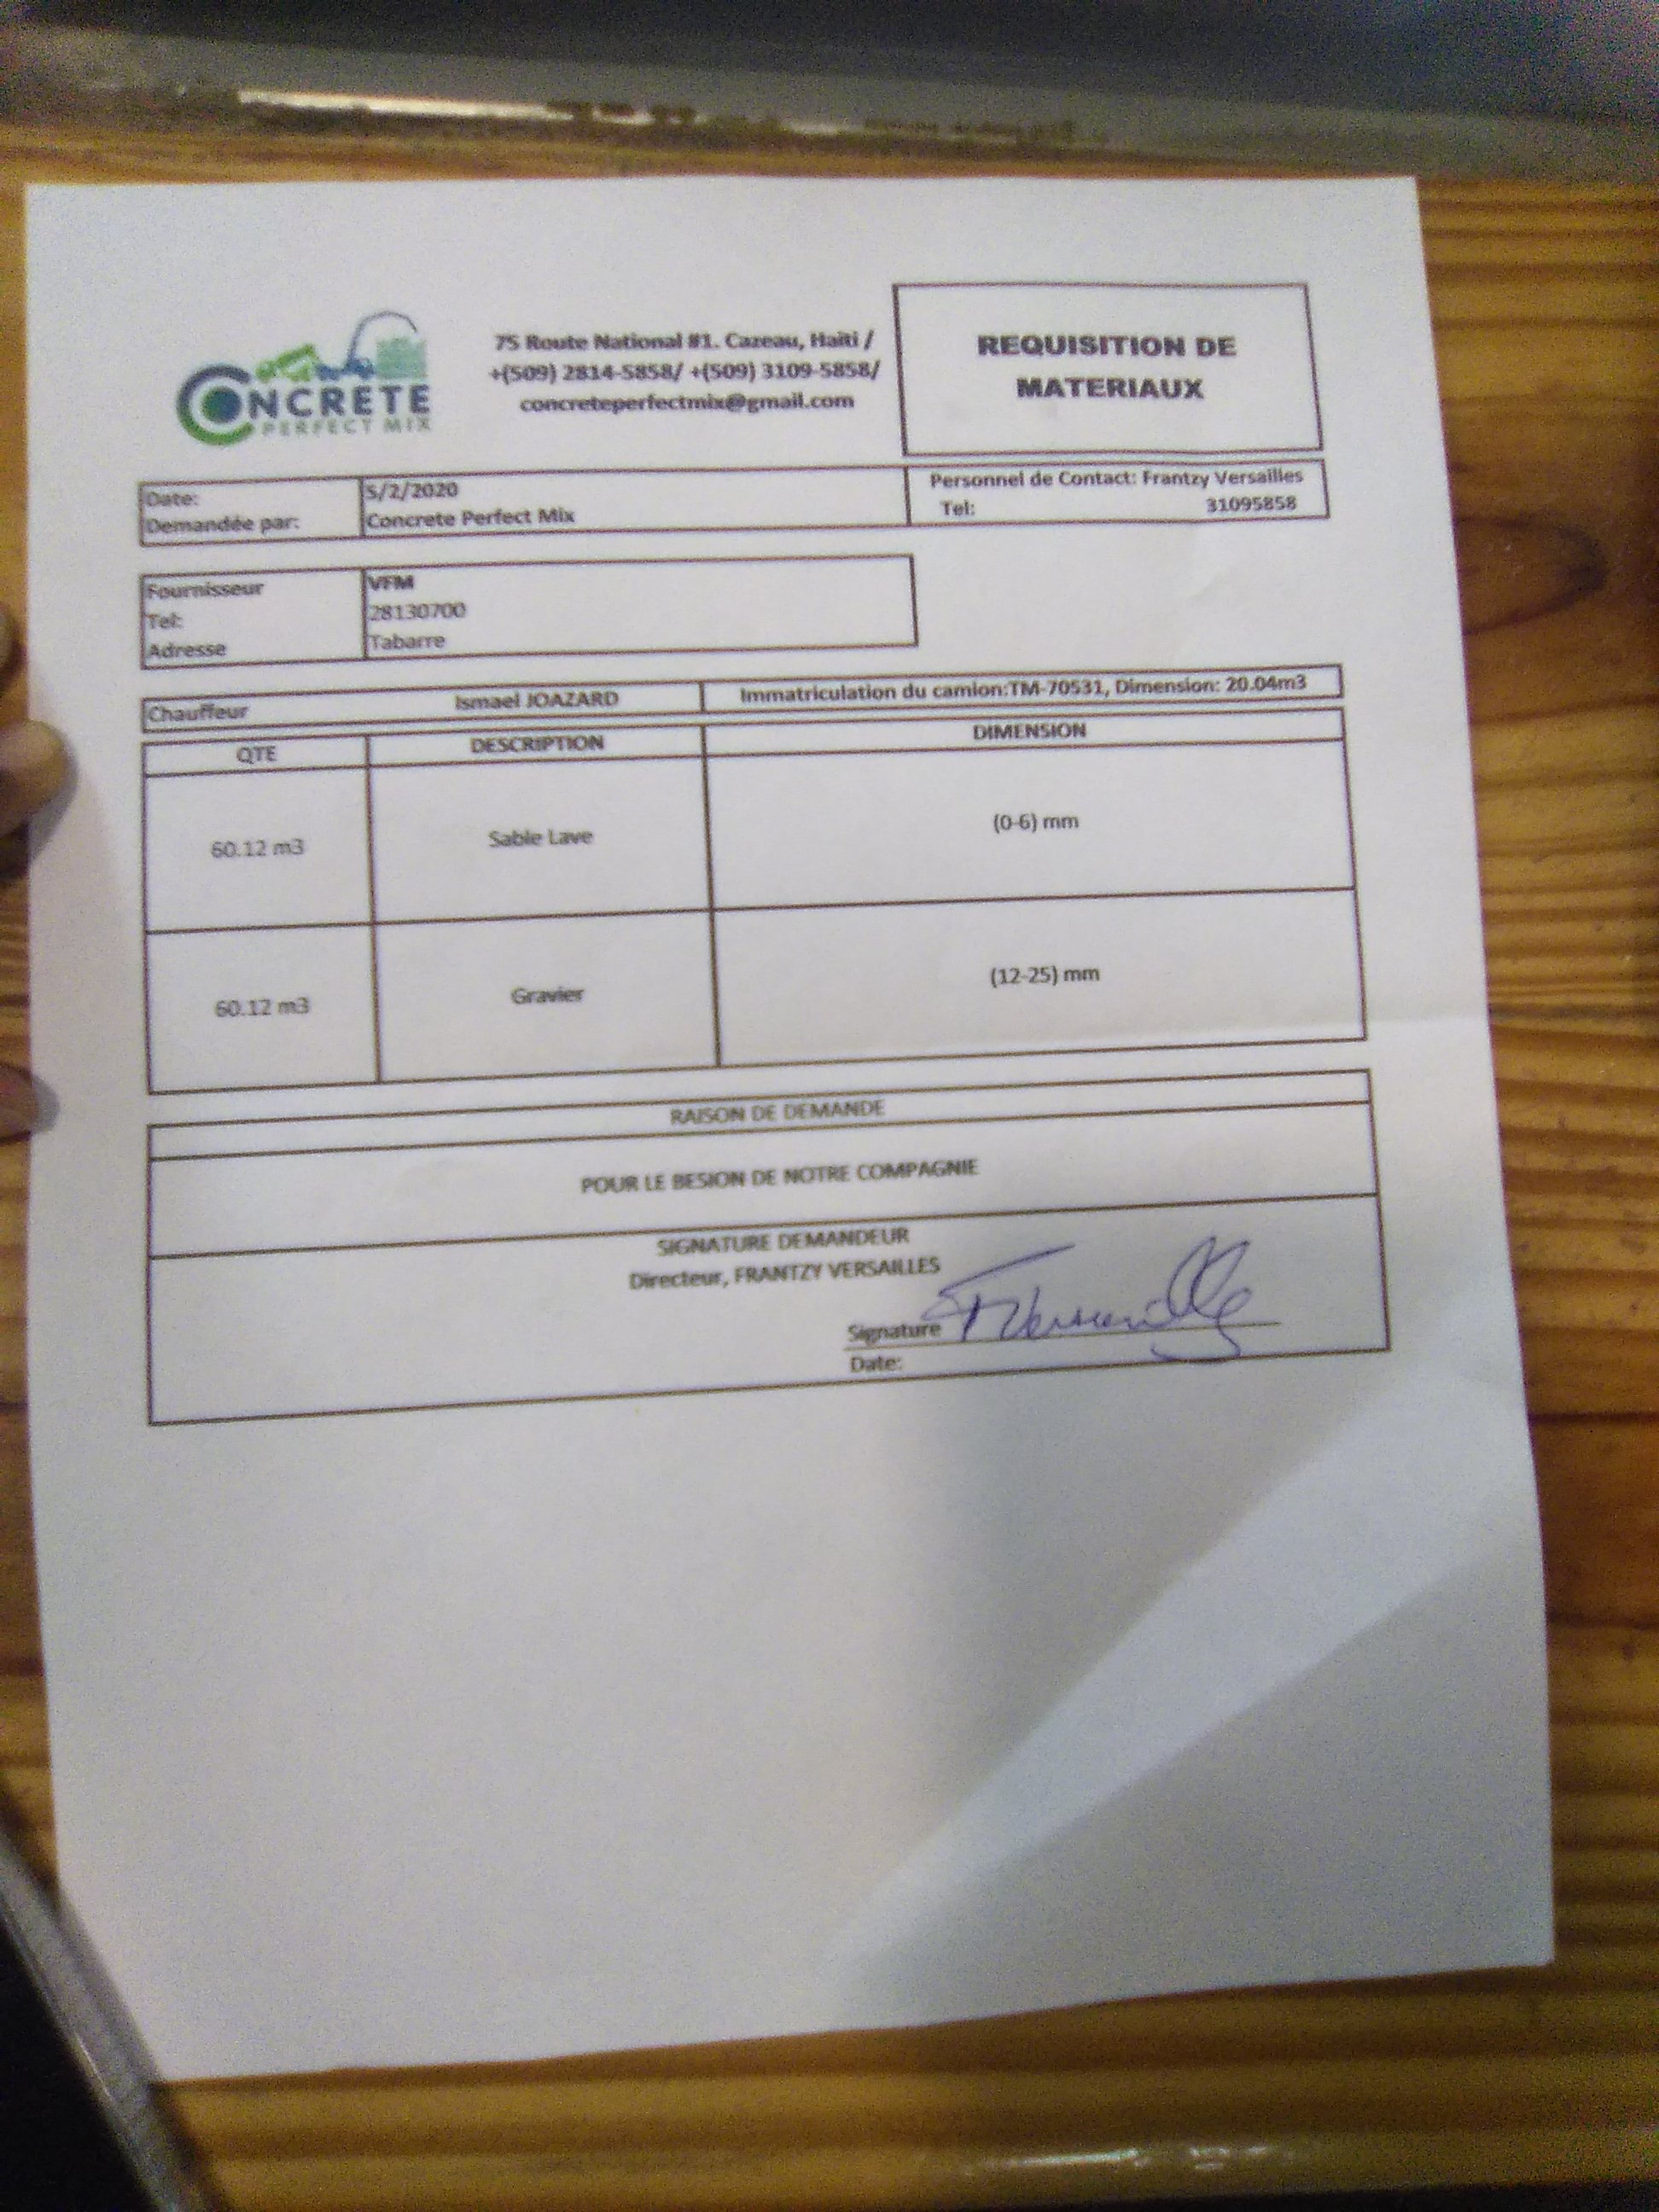 CONCRETE
PERFECT MIX
75 Route National #1. Cazeau, Haiti /
+(509) 2814-5858/ +(509) 3109-5858/
concreteperfectmix@gmail.com
REQUISITION DE
MATERIAUX
Date: 5/2/2020
Demandée par: Concrete Perfect Mix
Personnel de Contact: Frantzy Versailles
Tel: 31095858
Fournisseur VFM
Tel: 28130700
Adresse Tabarre
Chauffeur Ismael JOAZARD Immatriculation du camion:TM-70531, Dimension: 20.04m3
QTE DESCRIPTION DIMENSION
60.12 m3 Sable Lave (0-6) mm
60.12 m3 Gravier (12-25) mm
RAISON DE DEMANDE
POUR LE BESION DE NOTRE COMPAGNIE
SIGNATURE DEMANDEUR
Directeur, FRANTZY VERSAILLES
Signature
Date: